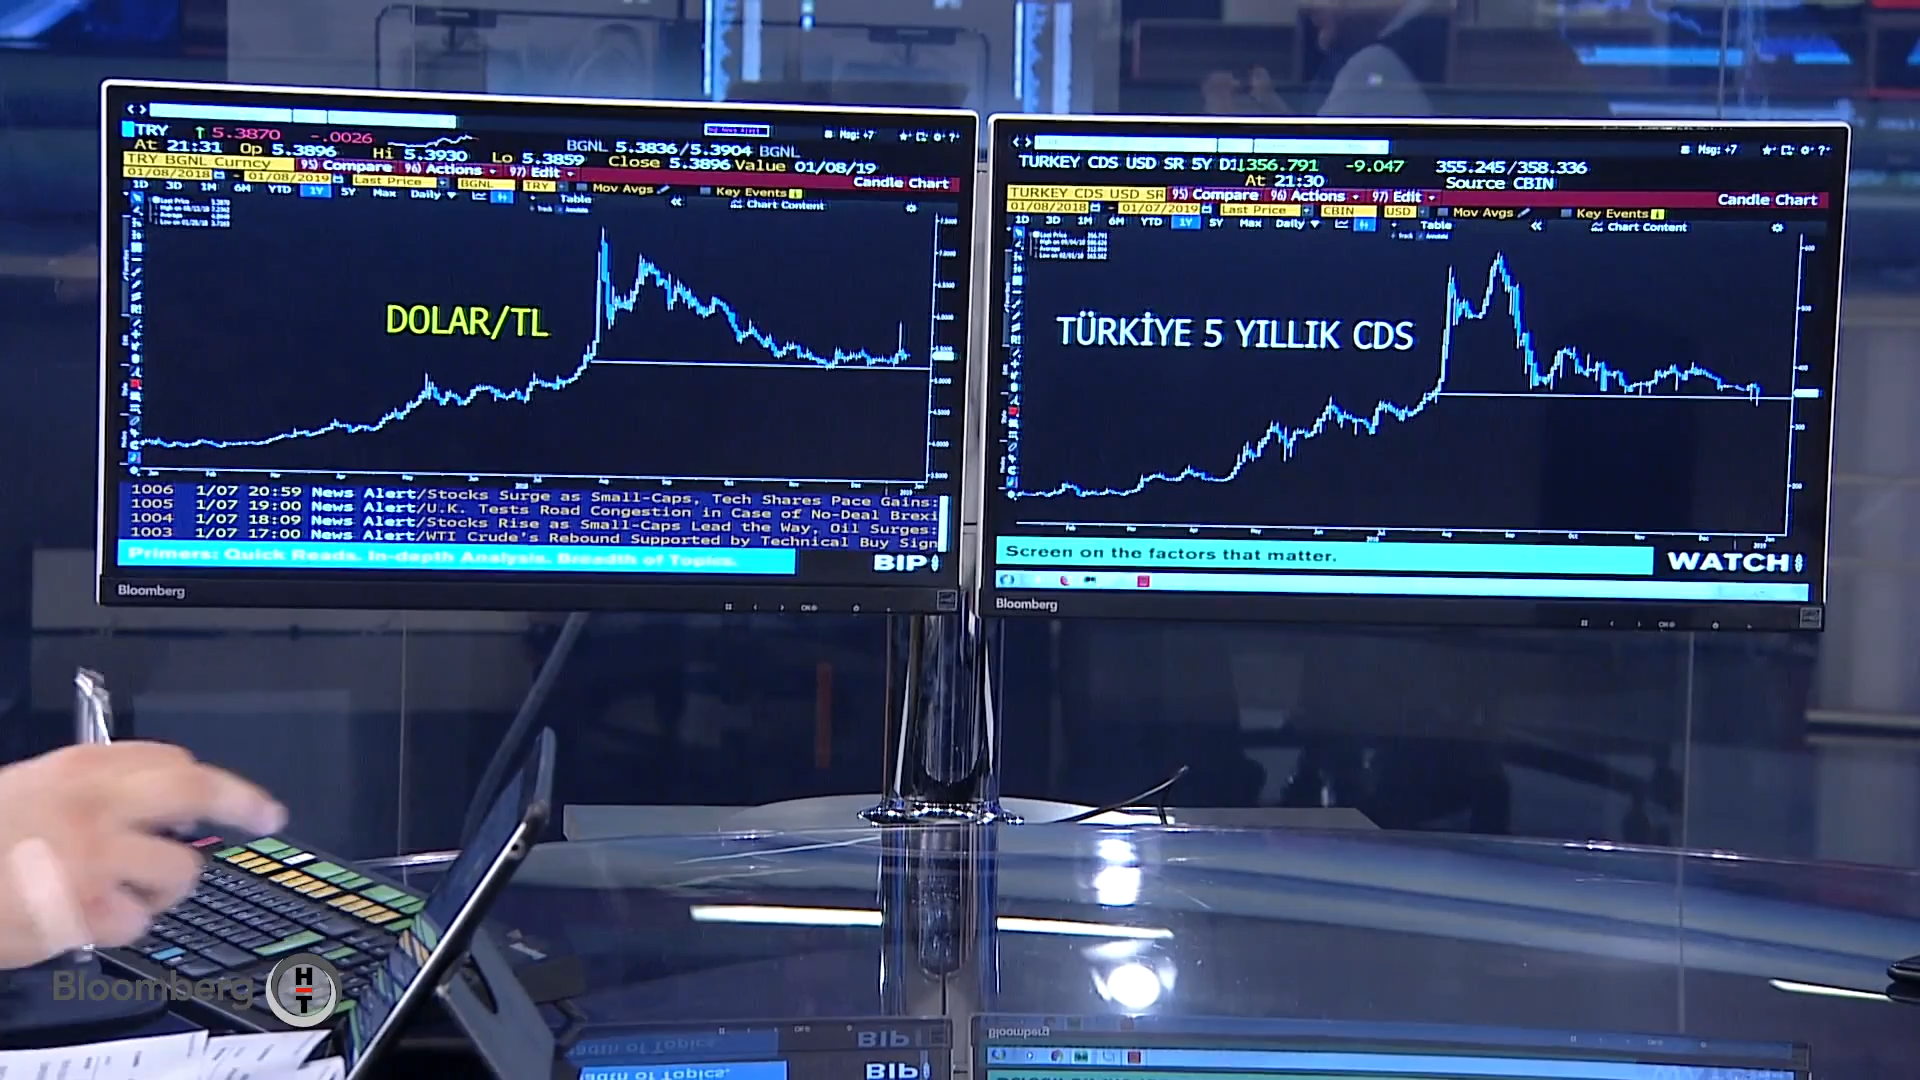 TRY ↑ 5.3870 -.0026 BGNL 5.3836/5.3904 BGNL
Msg: +7
At 21:31 Op 5.3896 Hi 5.3930 Lo 5.3859 Close 5.3896 Value 01/08/19
TRY BGNL Curncy 95) Compare 96) Actions 97) Edit Candle Chart
01/08/2018 - 01/08/2019 Last Price BGNL TRY Mov Avgs Key Events
1D 3D 1M 6M YTD 1Y 5Y Max Daily Table Chart Content
DOLAR/TL
1006 1/07 20:59 News Alert/Stocks Surge as Small-Caps, Tech Shares Pace Gains:
1005 1/07 19:00 News Alert/U.K. Tests Road Congestion in Case of No-Deal Brexi
1004 1/07 18:09 News Alert/Stocks Rise as Small-Caps Lead the Way, Oil Surges:
1003 1/07 17:00 News Alert/WTI Crude's Rebound Supported by Technical Buy Sign
Primers: Quick Reads. In-depth Analysis. Breadth of Topics.
BIP
Bloomberg
Msg: +7
TURKEY CDS USD SR 5Y D1↓356.791 -9.047 355.245/358.336
At 21:30 Source CBIN
TURKEY CDS USD SR 95) Compare 96) Actions 97) Edit Candle Chart
01/08/2018 - 01/07/2019 Last Price CBIN USD Mov Avgs Key Events
1D 3D 1M 6M YTD 1Y 5Y Max Daily Table Chart Content
TÜRKİYE 5 YILLIK CDS
Screen on the factors that matter.
WATCH
Bloomberg
Bloomberg HT